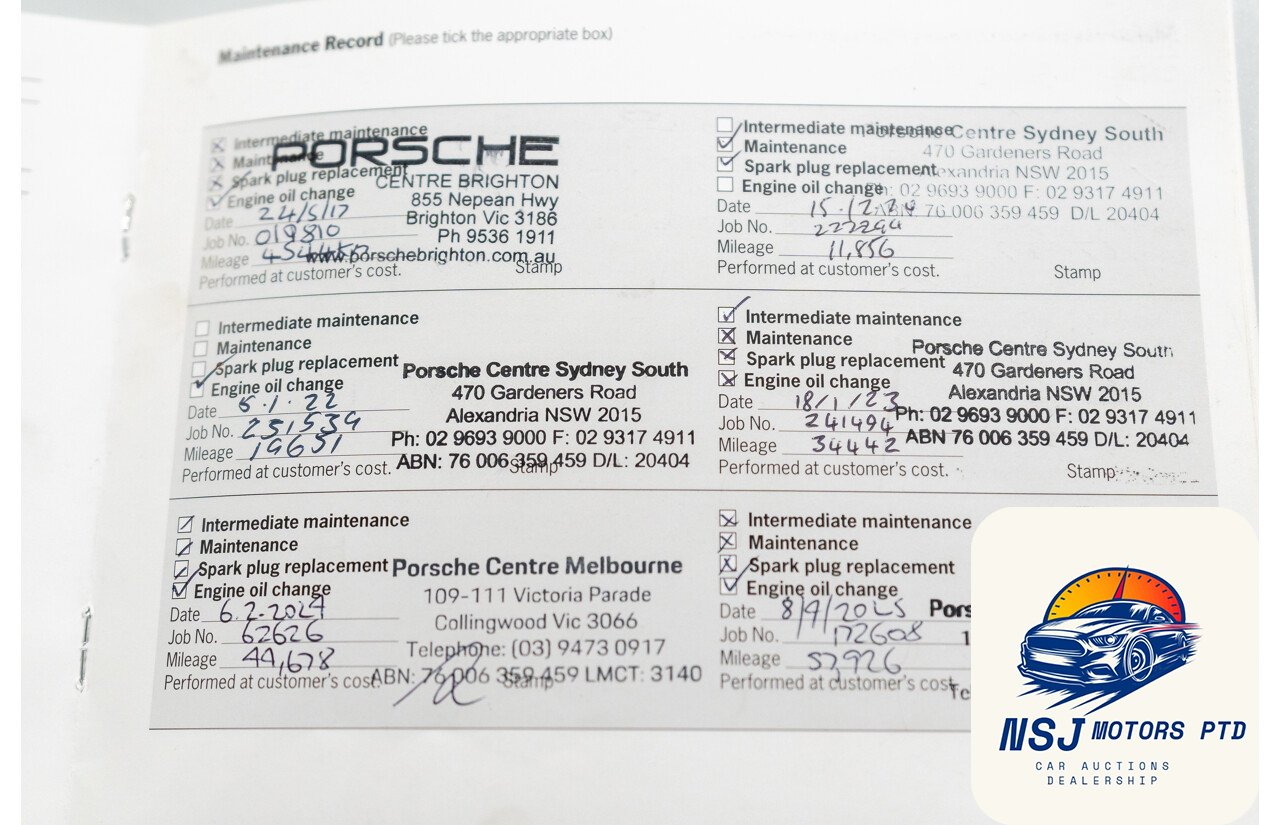 Maintenance Record (Please tick the appropriate box)
Intermediate maintenance
Maintenance
Spark plug replacement
Engine oil change
Date 24/5/17
Job No. 019810
Mileage
Performed at customer's cost.
Stamp
PORSCHE
CENTRE BRIGHTON
855 Nepean Hwy
Brighton Vic 3186
Ph 9536 1911
www.porschebrighton.com.au
Intermediate maintenance
Maintenance
Spark plug replacement
Engine oil change
Date
Job No. 222294
Mileage 11,856
Performed at customer's cost.
Stamp
Porsche Centre Sydney South
470 Gardeners Road
Alexandria NSW 2015
Ph: 02 9693 9000 F: 02 9317 4911
ABN 76 006 359 459 D/L 20404
Intermediate maintenance
Maintenance
Spark plug replacement
Engine oil change
Date 6.1.22
Job No. 231534
Mileage 19651
Performed at customer's cost.
Stamp
Porsche Centre Sydney South
470 Gardeners Road
Alexandria NSW 2015
Ph: 02 9693 9000 F: 02 9317 4911
ABN: 76 006 359 459 D/L: 20404
Intermediate maintenance
Maintenance
Spark plug replacement
Engine oil change
Date 18/1/23
Job No. 241494
Mileage 34442
Performed at customer's cost.
Stamp
Porsche Centre Sydney South
470 Gardeners Road
Alexandria NSW 2015
Ph: 02 9693 9000 F: 02 9317 4911
ABN 76 006 359 459 D/L: 20404
Intermediate maintenance
Maintenance
Spark plug replacement
Engine oil change
Date 6.2.2024
Job No. 62626
Mileage 44,678
Performed at customer's cost.
Stamp
Porsche Centre Melbourne
109-111 Victoria Parade
Collingwood Vic 3066
Telephone: (03) 9473 0917
ABN: 76 006 359 459 LMCT: 3140
Intermediate maintenance
Maintenance
Spark plug replacement
Engine oil change
Date 8/9/2025
Job No. 172608
Mileage 57,926
Performed at customer's cost.
Pors
1
Te
NSJ MOTORS PTD
CAR AUCTIONS
DEALERSHIP